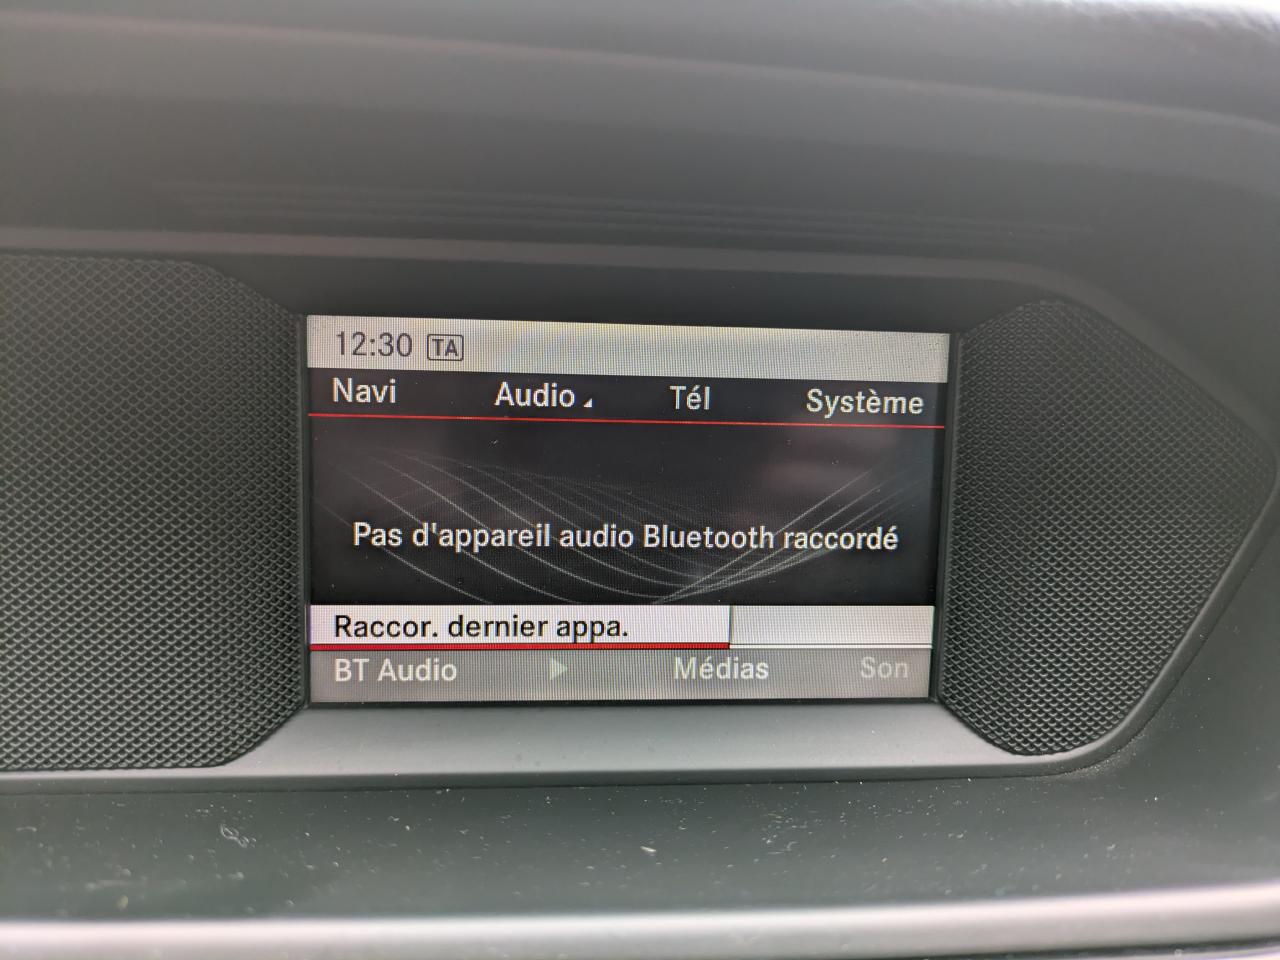 12:30 TA
Navi Audio Tél Système
Pas d'appareil audio Bluetooth raccordé
Raccor. dernier appa.
BT Audio Médias Son